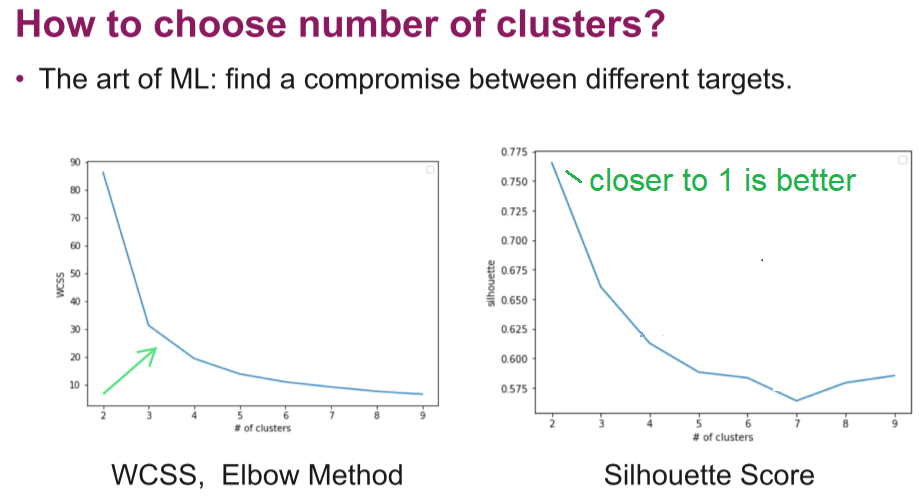 How to choose number of clusters?
• The art of ML: find a compromise between different targets.
90
80
70
60
50
40
30
20
10
WCSS
2 3 4 5 6 7 8 9
# of clusters
WCSS, Elbow Method
0.775
0.750
0.725
0.700
0.675
0.650
0.625
0.600
0.575
silhouette
closer to 1 is better
2 3 4 5 6 7 8 9
# of clusters
Silhouette Score